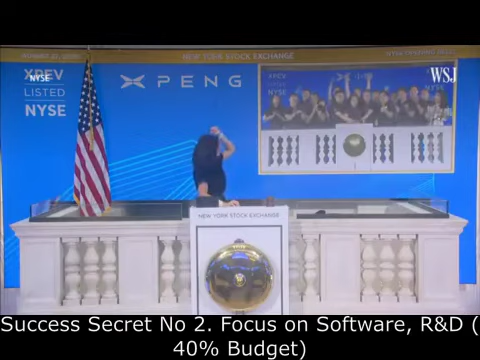 NEW YORK STOCK EXCHANGE
XPEV
NYSE
LISTED
NYSE
XPENG
WSJ
NEW YORK STOCK EXCHANGE
Success Secret No 2. Focus on Software, R&D (
40% Budget)